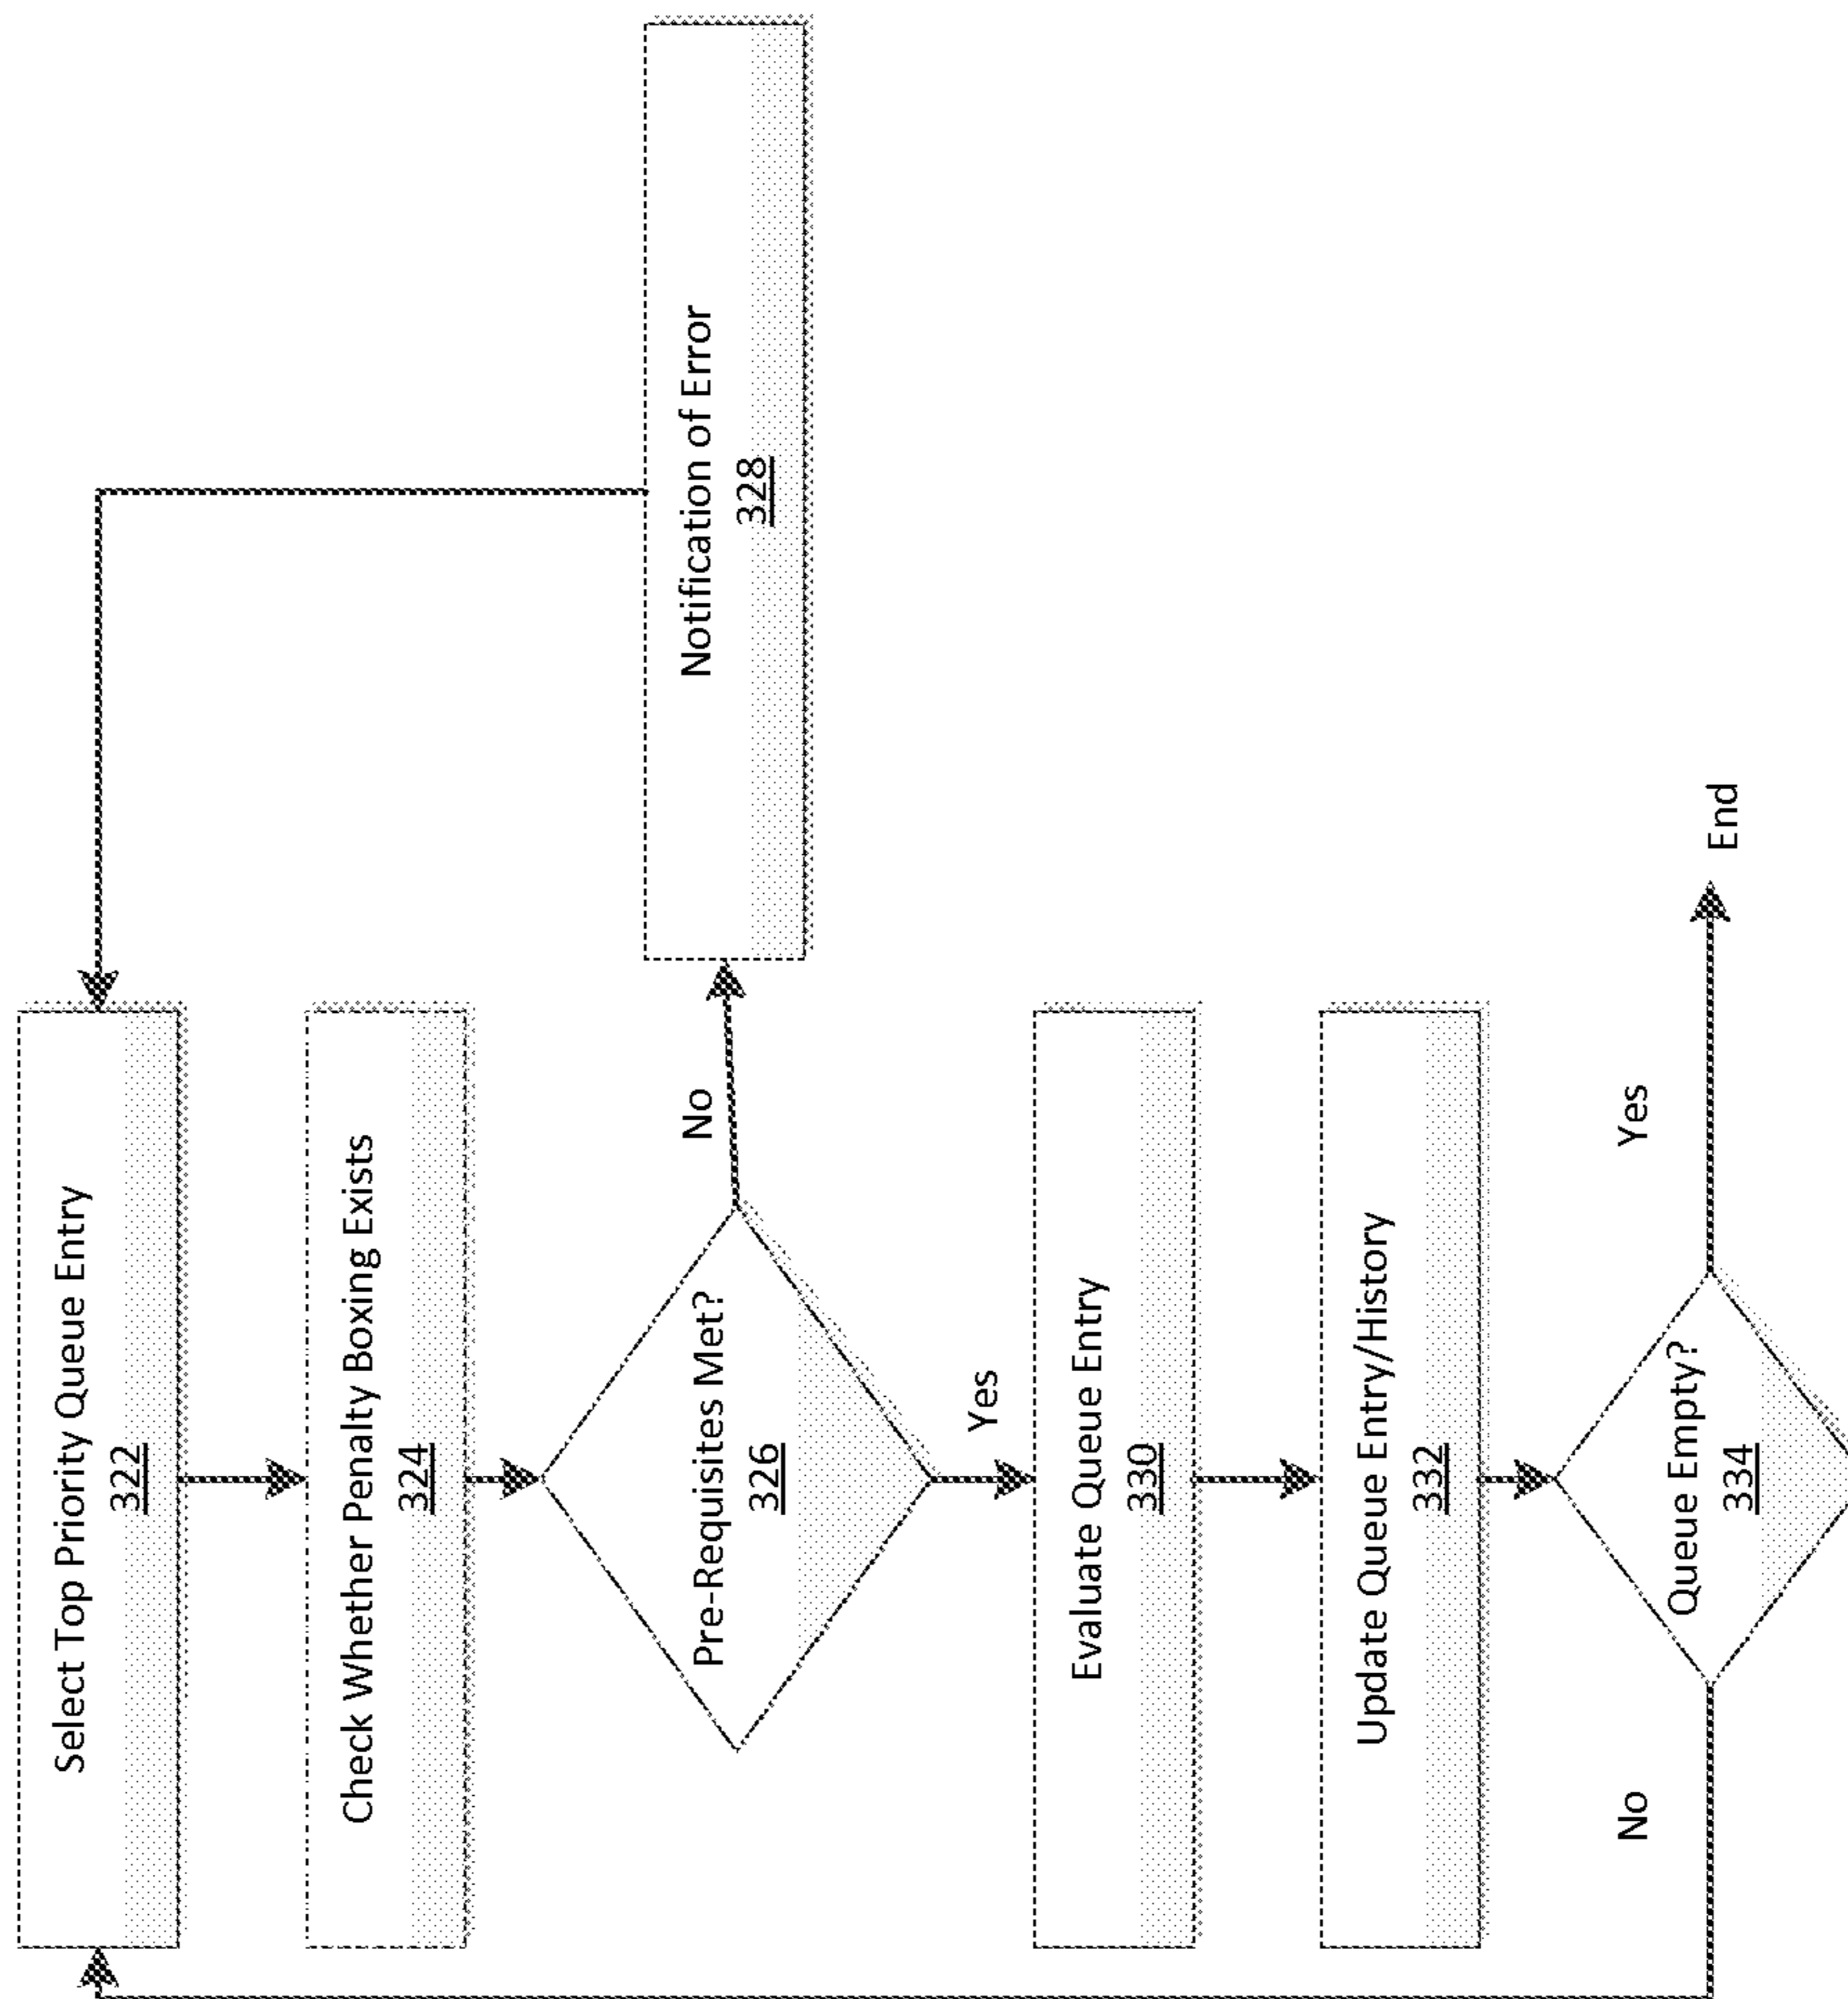 Select Top Priority Queue Entry
322
Check Whether Penalty Boxing Exists
324
Pre-Requisites Met?
326
No
Notification of Error
328
Yes
Evaluate Queue Entry
330
Update Queue Entry/History
332
Queue Empty?
334
No
Yes
End